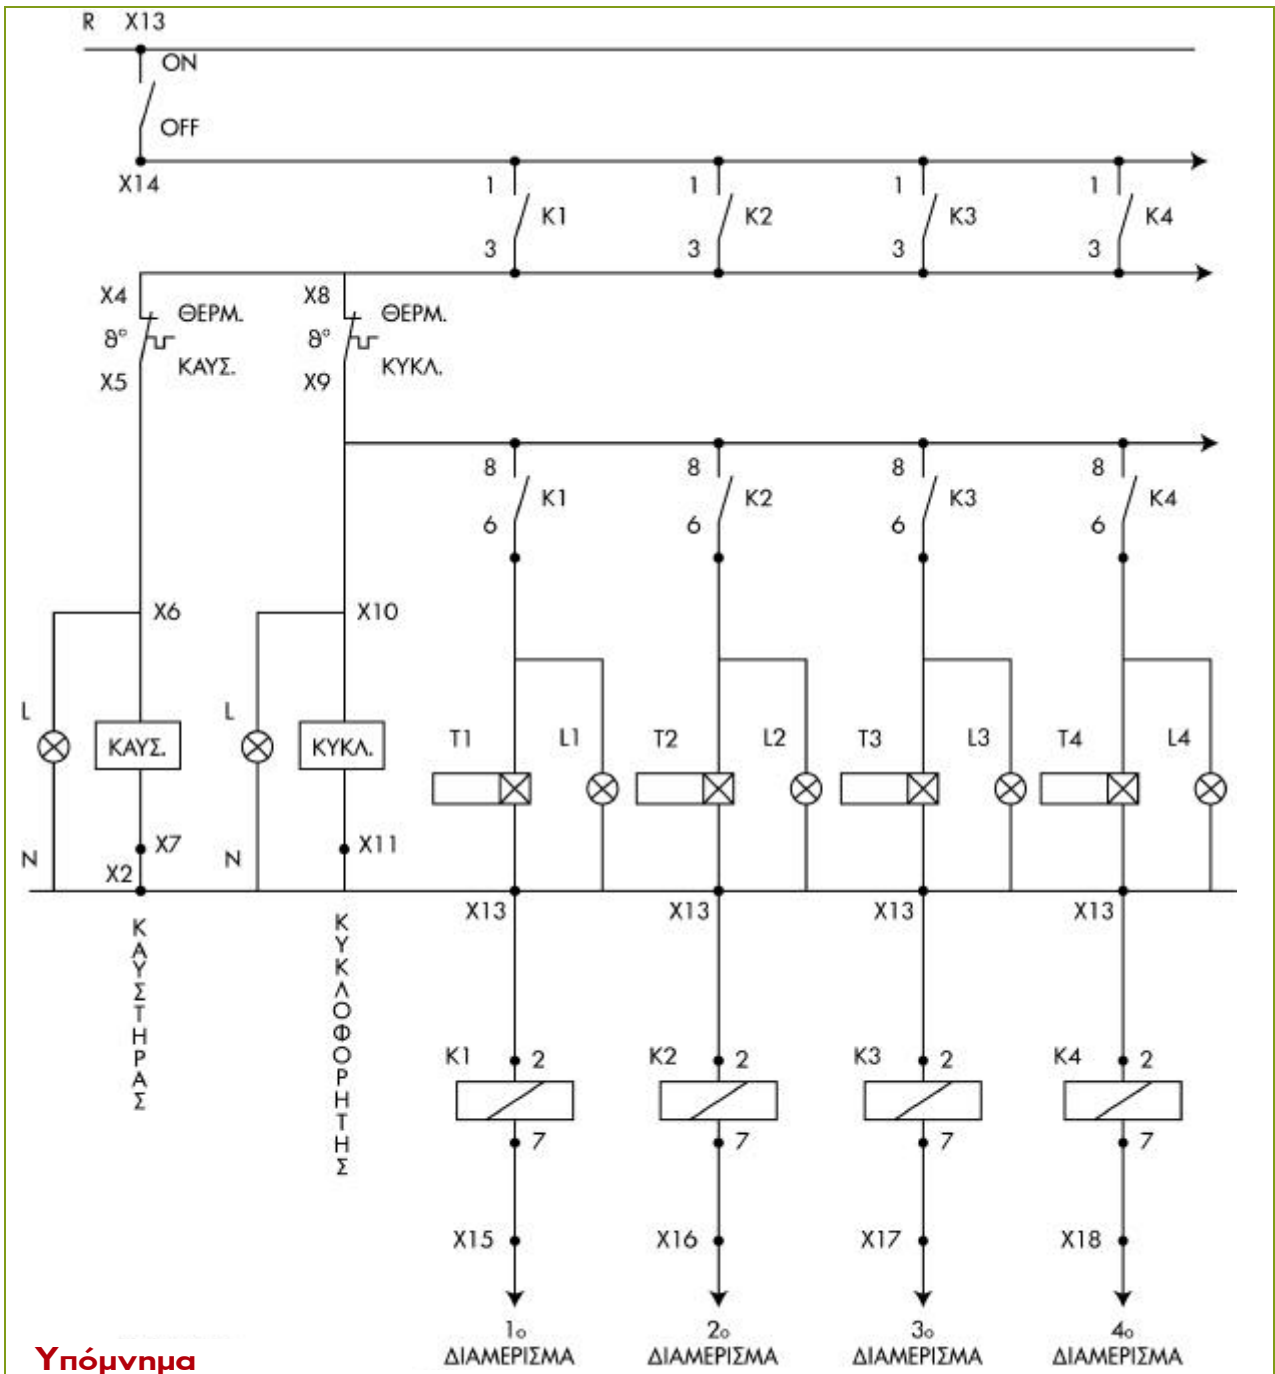 R X13
ON
OFF
X14
1 1 1 1
K1 K2 K3 K4
3 3 3 3
X4 ΘΕΡΜ. X8 ΘΕΡΜ.
θ° θ°
X5 ΚΑΥΣ. X9 ΚΥΚΛ.
8 8 8 8
K1 K2 K3 K4
6 6 6 6
X6 X10
L L
ΚΑΥΣ. ΚΥΚΛ. T1 L1 T2 L2 T3 L3 T4 L4
N X7 N X11
X2
X13 X13 X13 X13
ΚΑΥΣΤΗΡΑΣ
ΚΥΚΛΟΦΟΡΗΤΗΣ
K1 2 K2 2 K3 2 K4 2
7 7 7 7
X15 X16 X17 X18
1ο 2ο 3ο 4ο
ΔΙΑΜΕΡΙΣΜΑ ΔΙΑΜΕΡΙΣΜΑ ΔΙΑΜΕΡΙΣΜΑ ΔΙΑΜΕΡΙΣΜΑ
Υπόμνημα